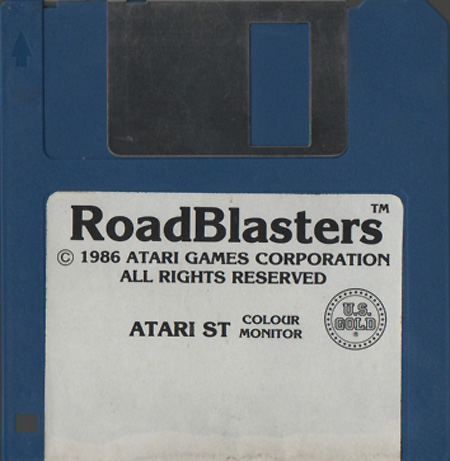 RoadBlasters™
© 1986 ATARI GAMES CORPORATION
ALL RIGHTS RESERVED
ATARI ST COLOUR MONITOR
U.S.
GOLD
®